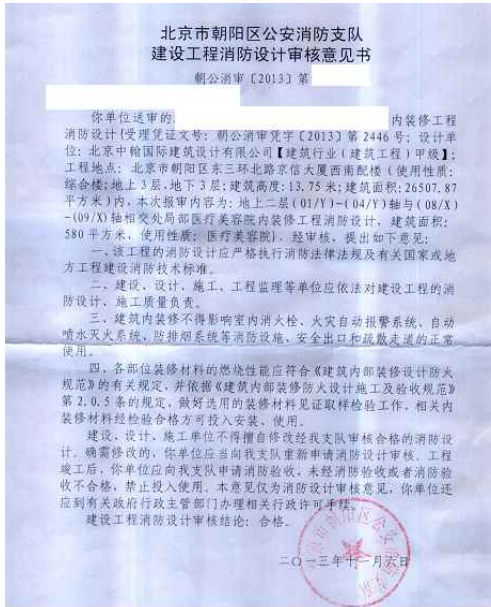 北京市朝阳区公安消防支队
建设工程消防设计审核意见书
朝公消审〔2013〕第
你单位送审的 内装修工程
消防设计(受理凭证文号:朝公消审凭字〔2013〕第2446号;设计单
位:北京中翰国际建筑设计有限公司【建筑行业(建筑工程)甲级】;
工程地点:北京市朝阳区东三环北路京信大厦西南配楼(使用性质:
综合楼;地上3层,地下3层;建筑高度:13.75米;建筑面积:26507.87
平方米)内。本次报审内容为:地上二层(01/Y)-(04/Y)轴与(08/X)
-(09/X)轴相交处局部医疗美容院内装修工程消防设计,建筑面积:
580平方米,使用性质:医疗美容院)。经审核,提出如下意见:
一、该工程的消防设计应严格执行消防法律法规及有关国家或地
方工程建设消防技术标准。
二、建设、设计、施工、工程监理等单位应依法对建设工程的消
防设计、施工质量负责。
三、建筑内装修不得影响室内消火栓、火灾自动报警系统、自动
喷水灭火系统,防排烟系统等消防设施,安全出口和疏散走道的正常
使用。
四、各部位装修材料的燃烧性能应符合《建筑内部装修设计防火
规范》的有关规定,并依据《建筑内部装修防火设计施工及验收规范》
第2.0.5条的规定,做好选用的装修材料见证取样检验工作,相关内
装修材料经检验合格方可投入安装、使用。
建设、设计、施工单位不得擅自修改经我支队审核合格的消防设
计。确需修改的,你单位应当向我支队重新申请消防设计审核。工程
竣工后,你单位应向我支队申请消防验收,未经消防验收或者消防验
收不合格,禁止投入使用。本意见仅为消防设计审核意见,你单位还
应到有关政府行政主管部门办理相关行政许可手续。
建设工程消防设计审核结论:合格。
二〇一三年十一月六日